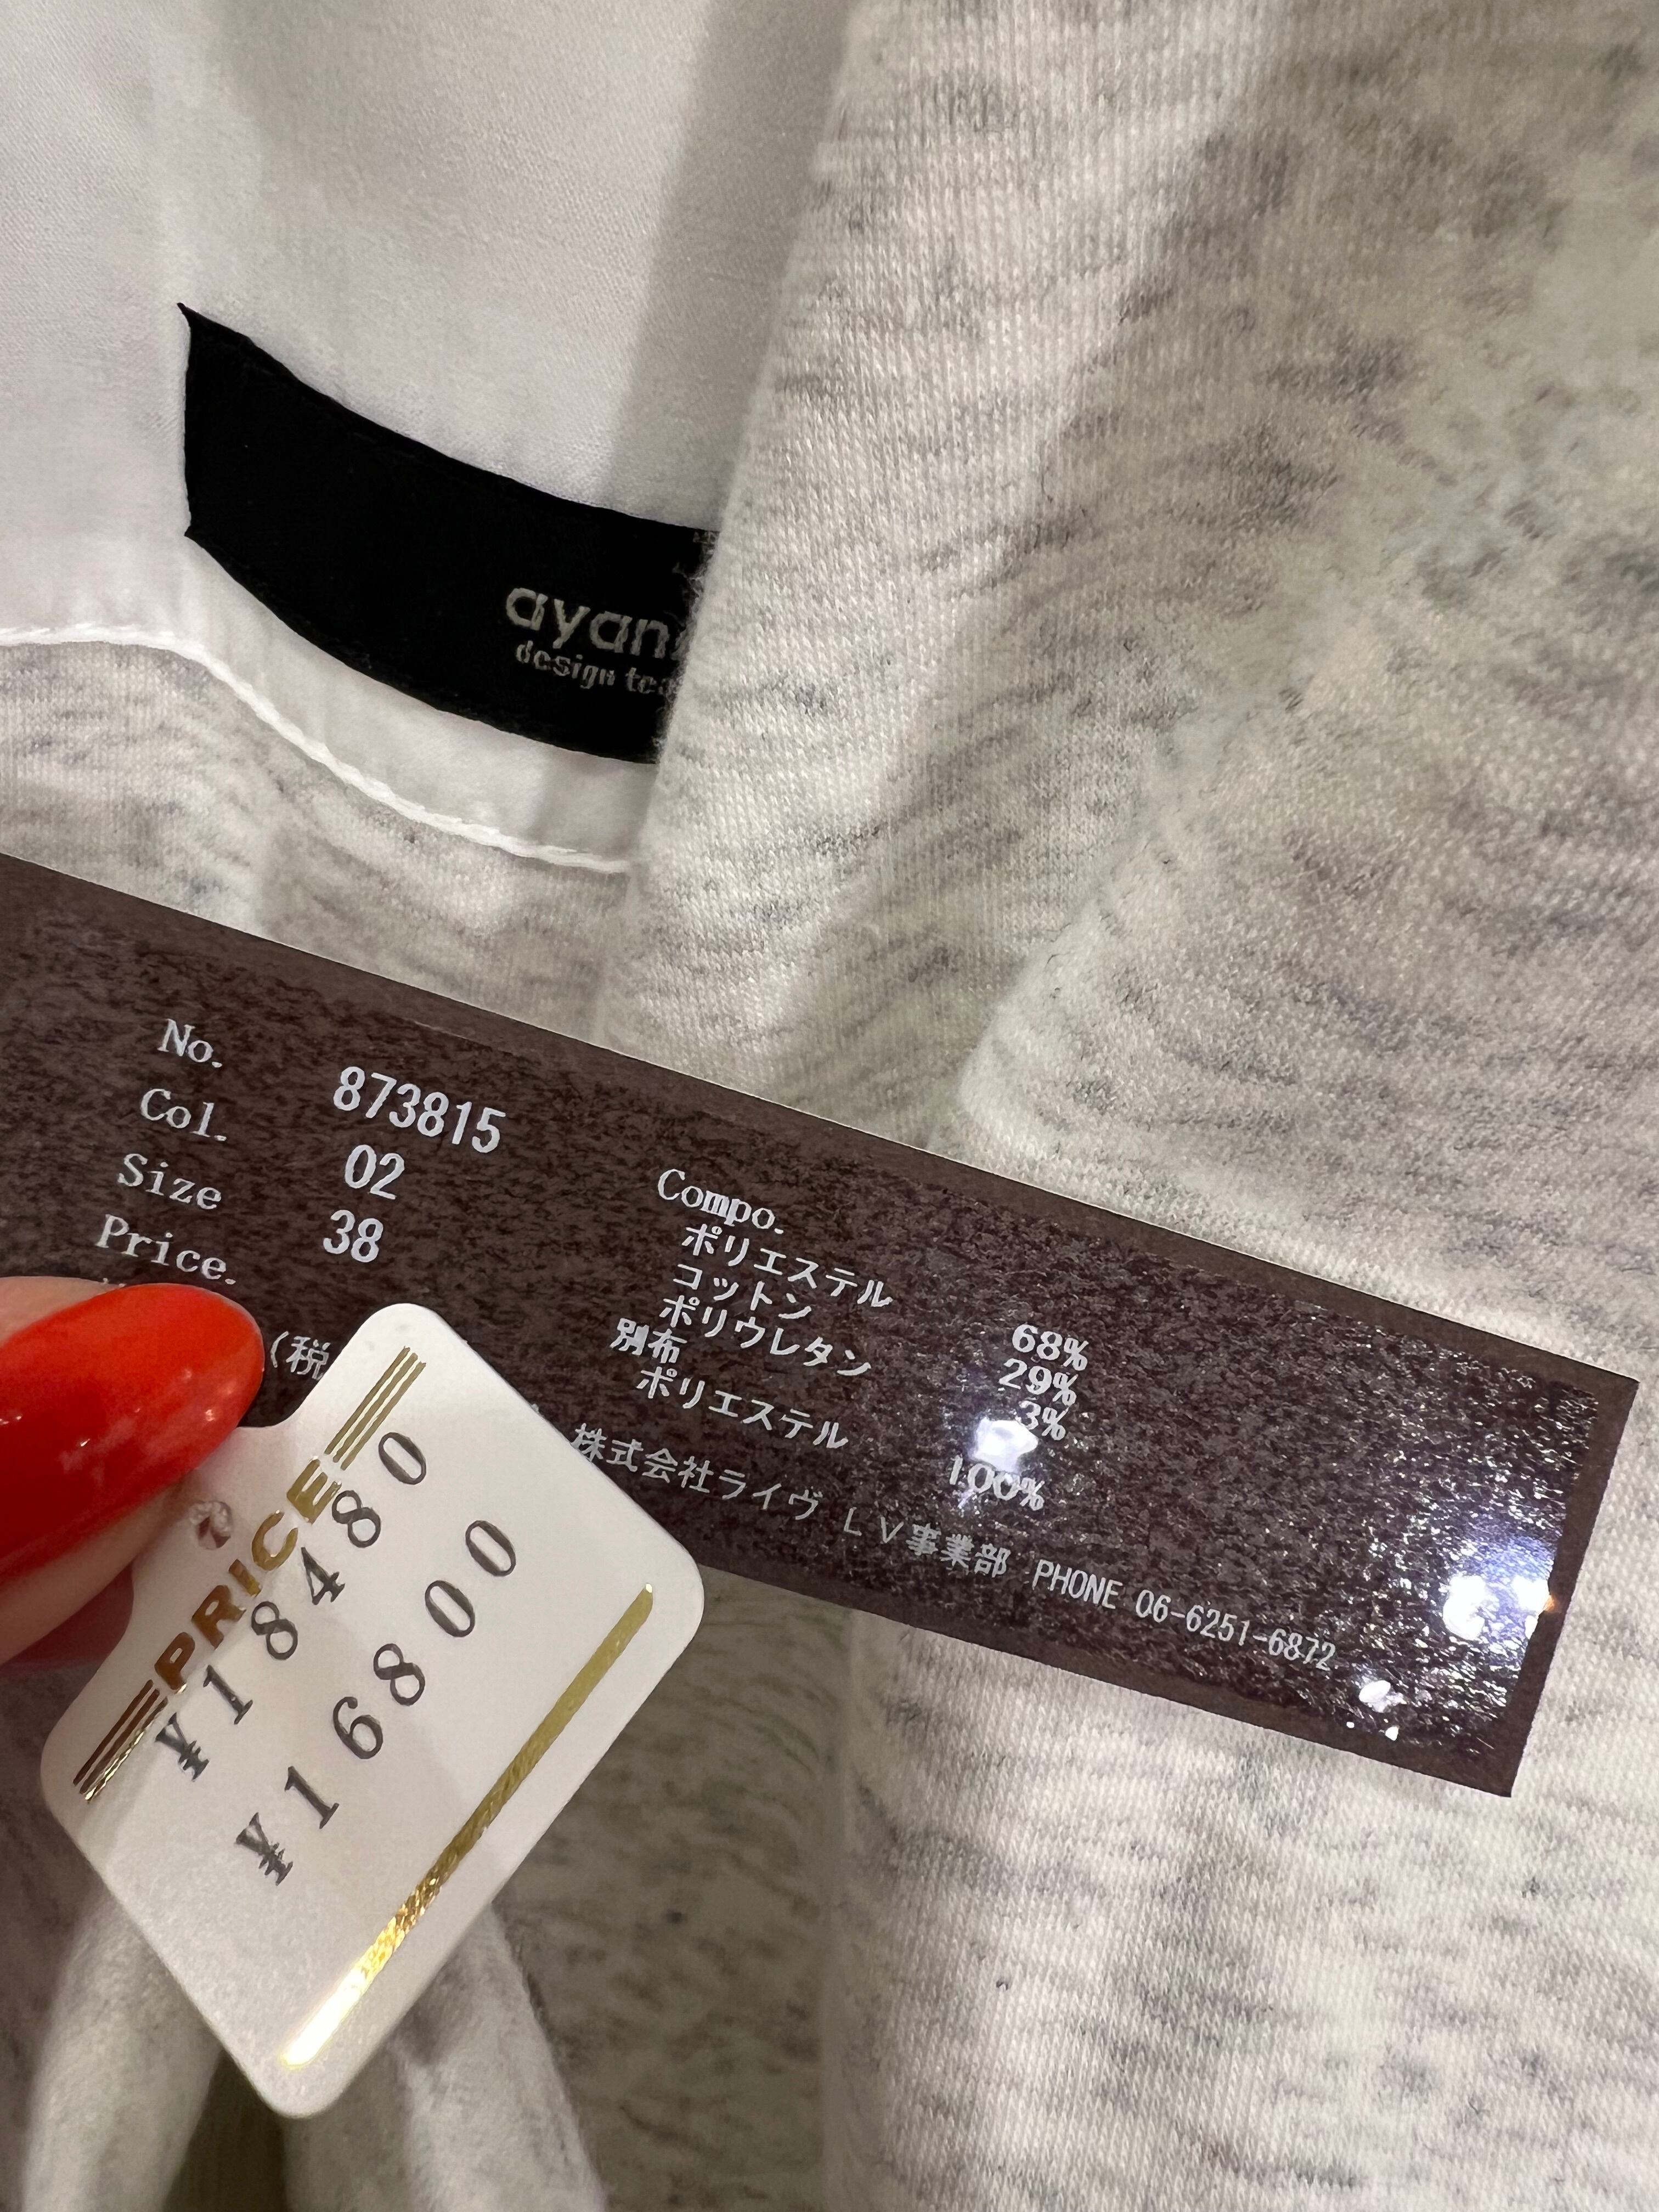 design
No. 873815
Col. 02
Size 38
Price.
(税
Compo.
ポリエステル 68%
コットン 29%
ポリウレタン 3%
別布
ポリエステル 100%
株式会社ライヴ LV事業部 PHONE 06-6251-6872
PRICE
¥18480
¥16800